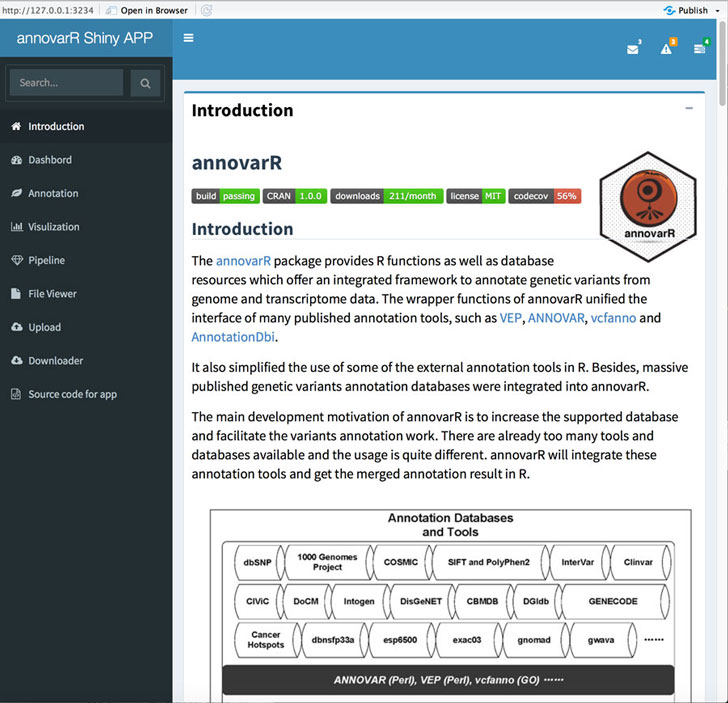 http://127.0.0.1:3234
Open in Browser
Publish
annovarR Shiny APP
3
3
4
Search...
Introduction
Dashbord
Annotation
Visulization
Pipeline
File Viewer
Upload
Downloader
Source code for app
Introduction
annovarR
build passing CRAN 1.0.0 downloads 211/month license MIT codecov 56%
annovarR
Introduction
The annovarR package provides R functions as well as database
resources which offer an integrated framework to annotate genetic variants from
genome and transcriptome data. The wrapper functions of annovarR unified the
interface of many published annotation tools, such as VEP, ANNOVAR, vcfanno and
AnnotationDbi.
It also simplified the use of some of the external annotation tools in R. Besides, massive
published genetic variants annotation databases were integrated into annovarR.
The main development motivation of annovarR is to increase the supported database
and facilitate the variants annotation work. There are already too many tools and
databases available and the usage is quite different. annovarR will integrate these
annotation tools and get the merged annotation result in R.
Annotation Databases
and Tools
dbSNP 1000 Genomes Project COSMIC SIFT and PolyPhen2 InterVar Clinvar
CIViC DoCM Intogen DisGeNET CBMDB DGIdb GENECODE
Cancer Hotspots dbnsfp33a esp6500 exac03 gnomad gwava ......
ANNOVAR (Perl), VEP (Perl), vcfanno (GO) ······